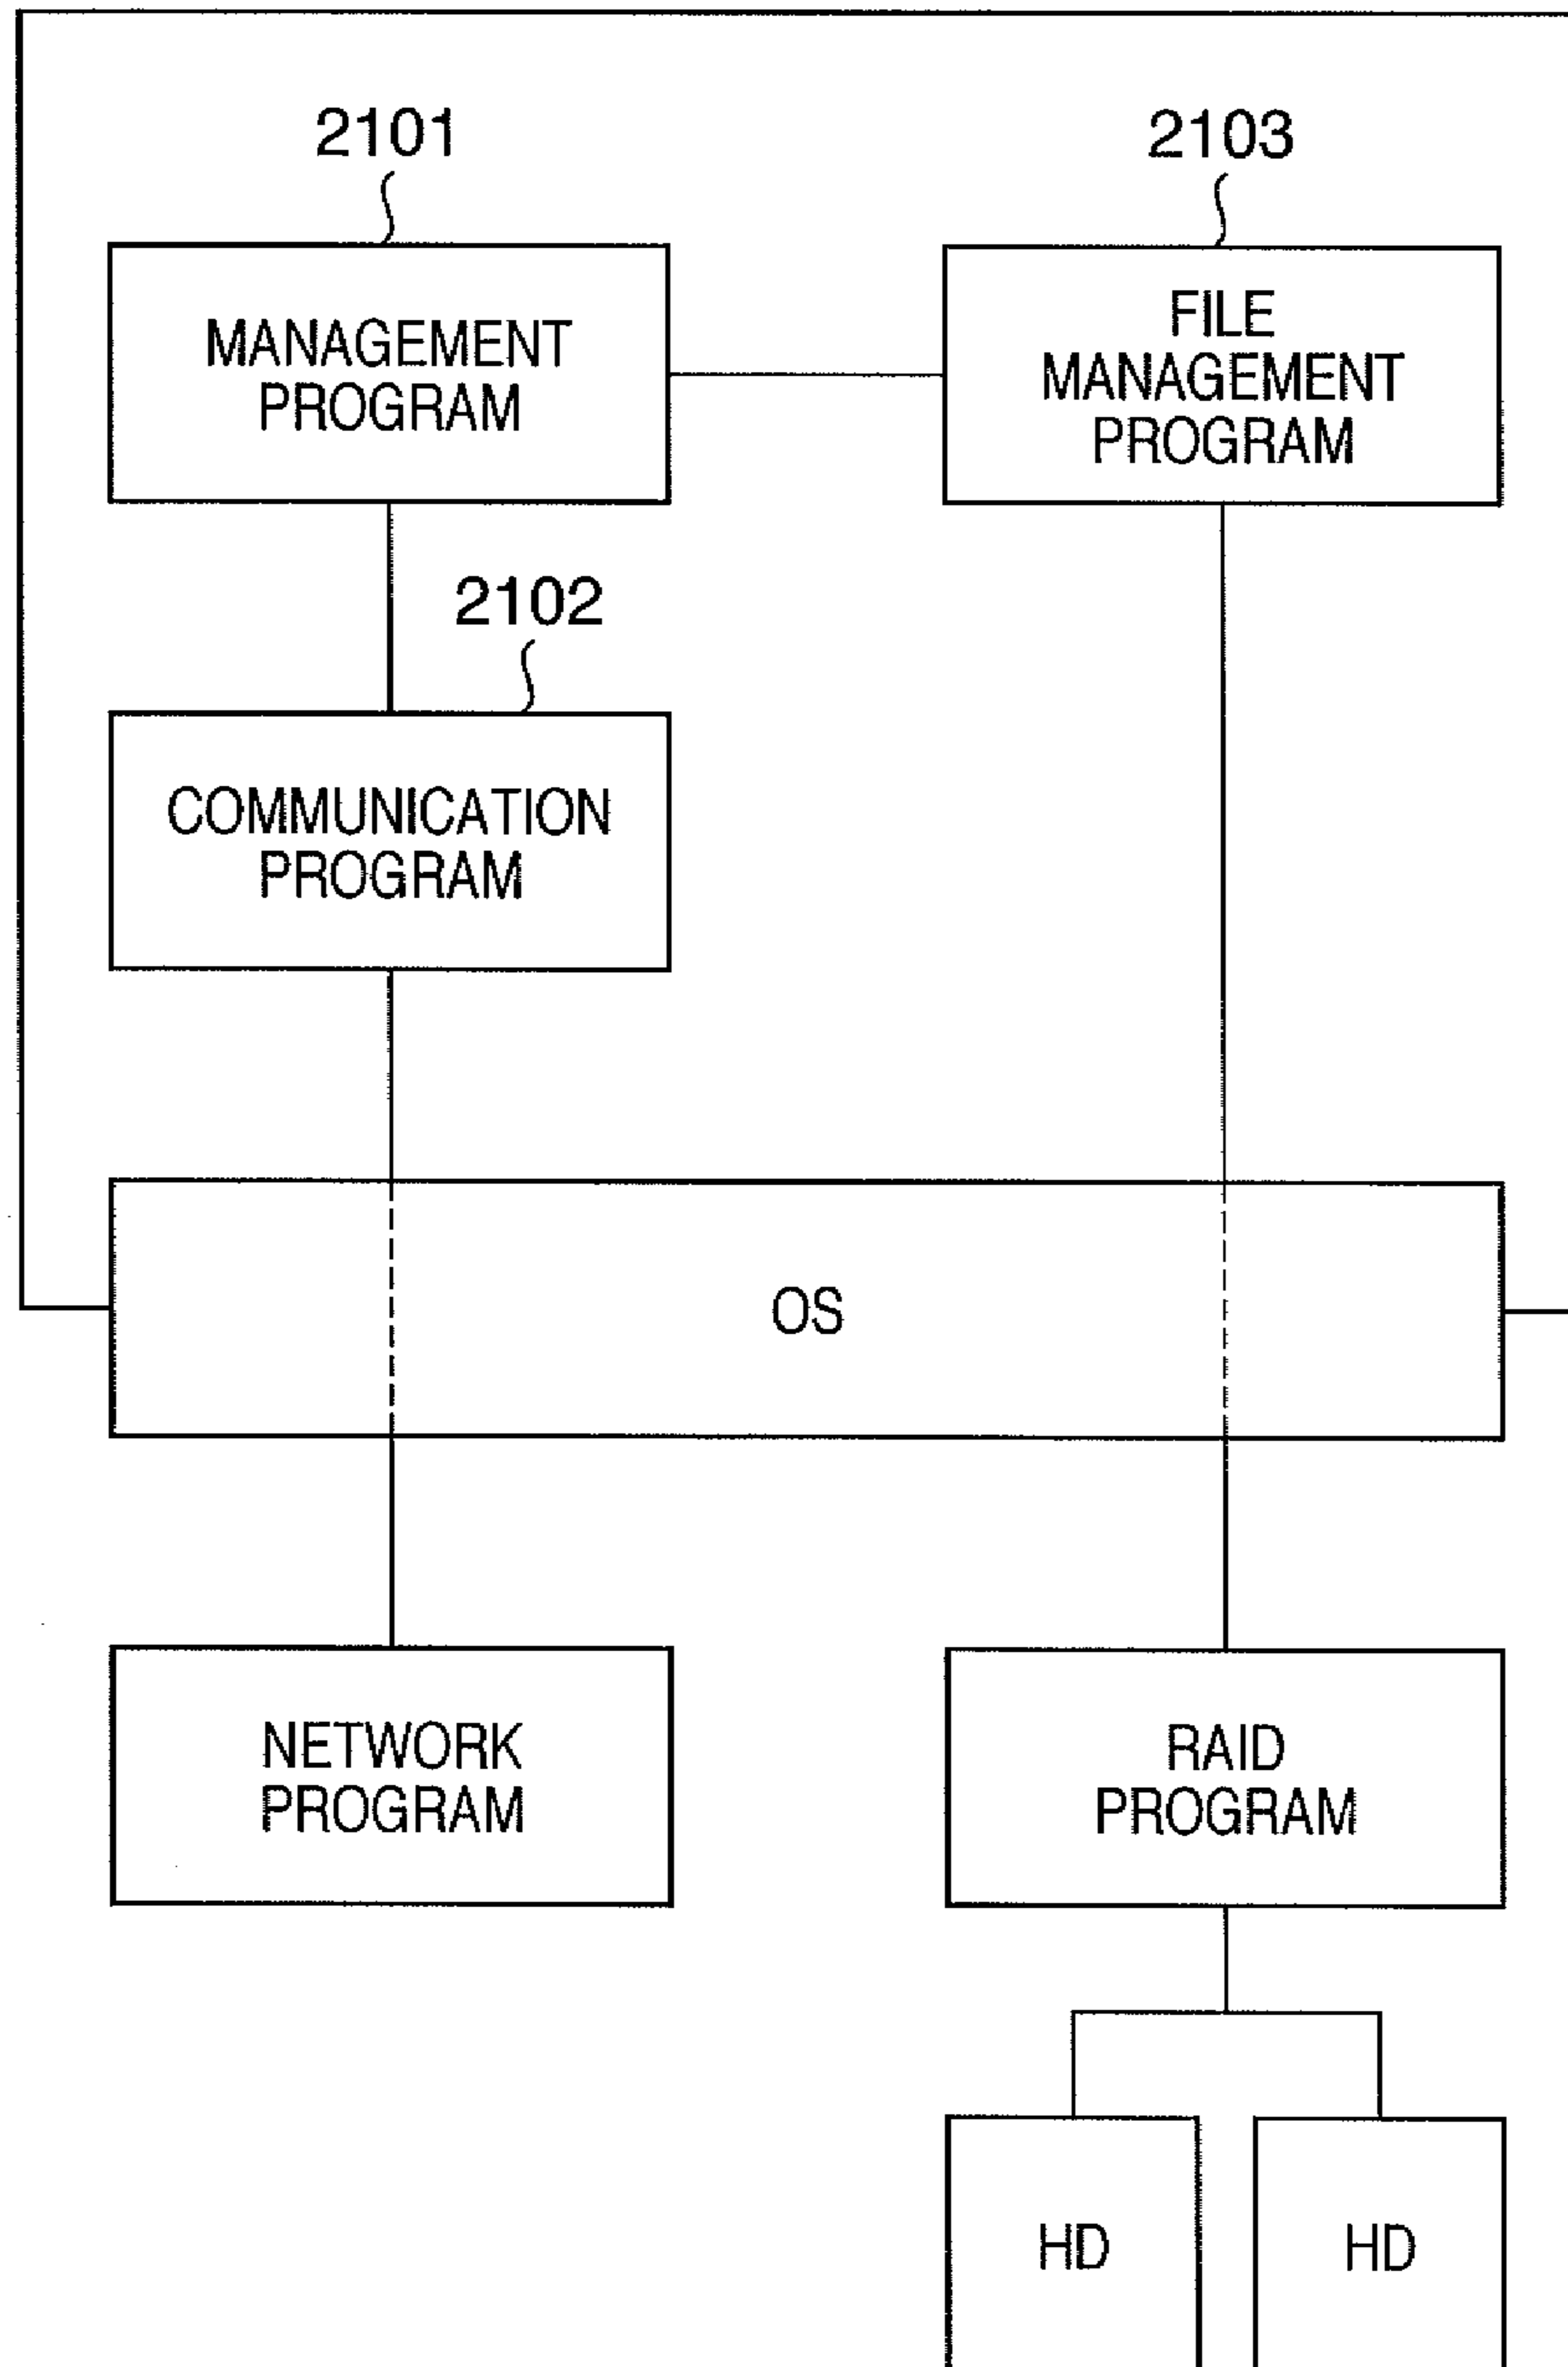 2101
2103
MANAGEMENT
PROGRAM
FILE
MANAGEMENT
PROGRAM
2102
COMMUNICATION
PROGRAM
OS
NETWORK
PROGRAM
RAID
PROGRAM
HD
HD